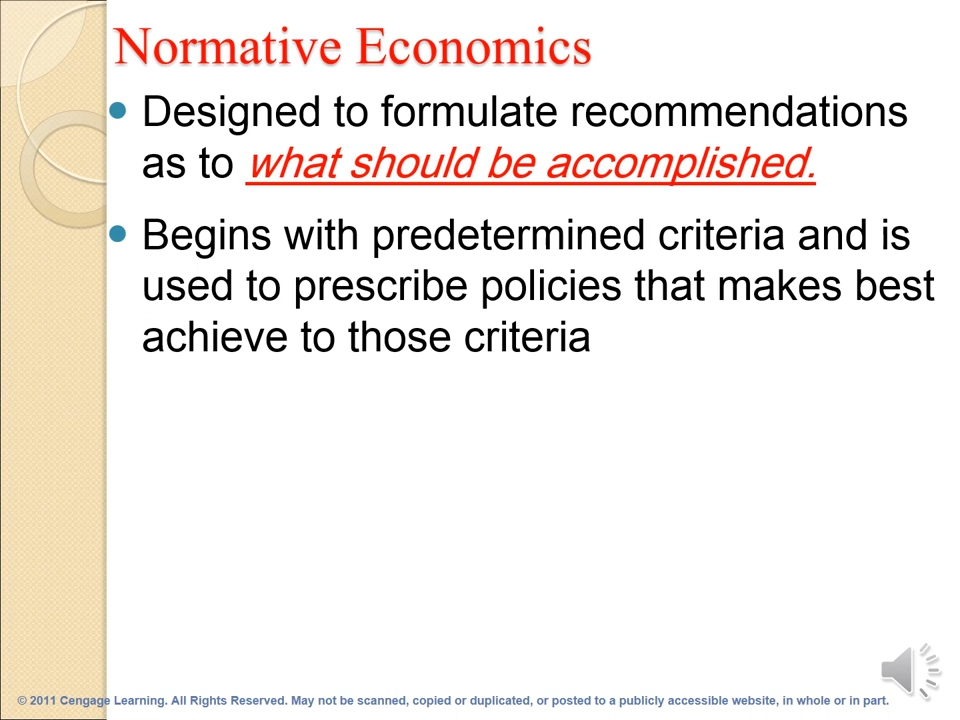 Normative Economics
Designed to formulate recommendations
as to what should be accomplished.
Begins with predetermined criteria and is
used to prescribe policies that makes best
achieve to those criteria
© 2011 Cengage Learning. All Rights Reserved. May not be scanned, copied or duplicated, or posted to a publicly accessible website, in whole or in part.